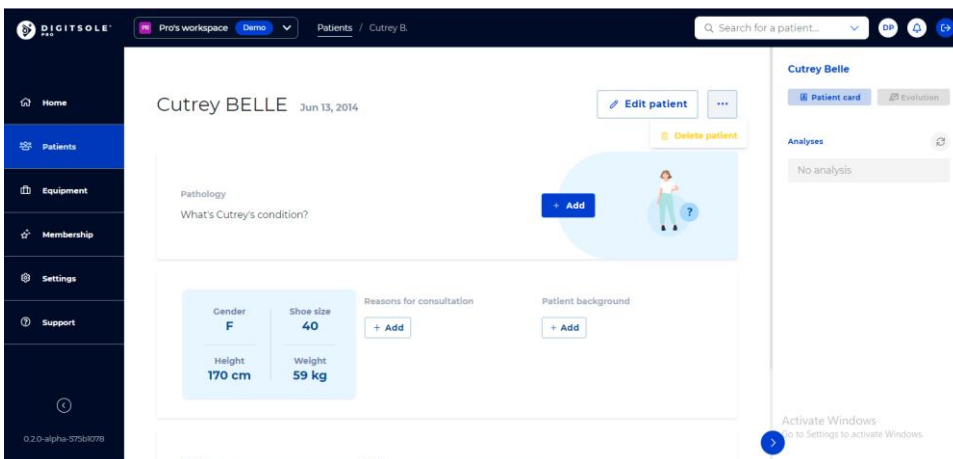 DIGITSOLE®
PRO
PR Pro's workspace Demo
Patients / Cutrey B.
Search for a patient...
DP
Home
Patients
Equipment
Membership
Settings
Support
0.2.0-alpha-575b1078
Cutrey BELLE Jun 13, 2014
Edit patient
...
Delete patient
Pathology
What's Cutrey's condition?
+ Add
?
Gender
F
Shoe size
40
Height
170 cm
Weight
59 kg
Reasons for consultation
+ Add
Patient background
+ Add
Cutrey Belle
Patient card
Evolution
Analyses
No analysis
Activate Windows
Go to Settings to activate Windows.